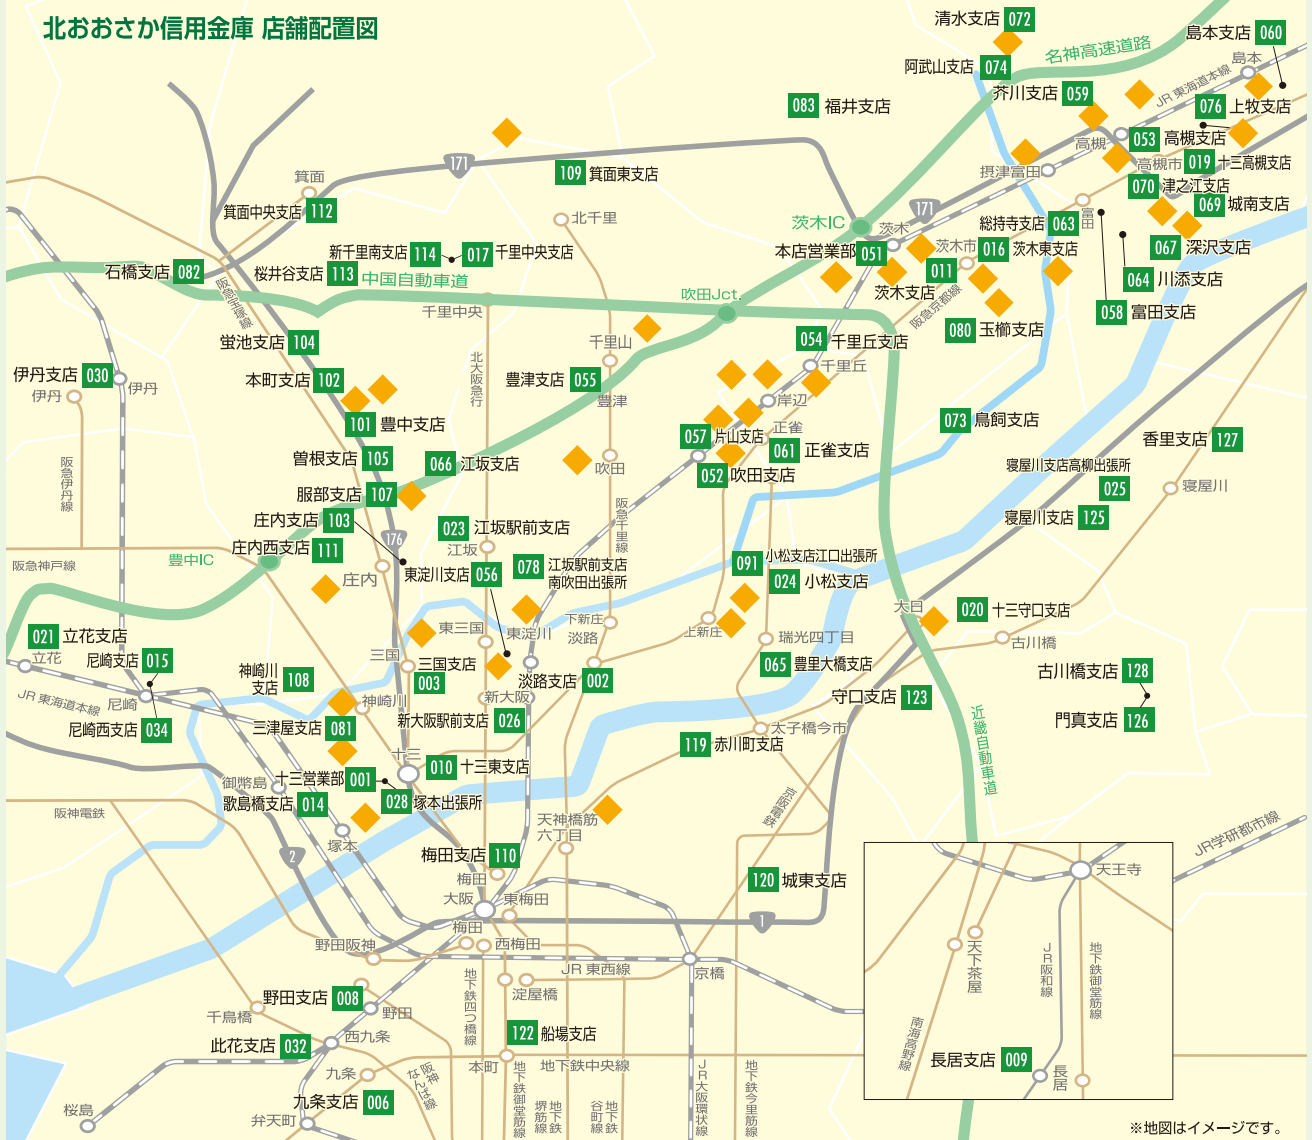 北おおさか信用金庫 店舗配置図
清水支店 072
阿武山支店 074
名神高速道路
島本支店 060
島本
JR 東海道本線
芥川支店 059
076 上牧支店
083 福井支店
高槻
053 高槻支店
171
109 箕面東支店
摂津富田
高槻市
019 十三高槻支店
箕面
070 津之江支店
箕面中央支店 112
北千里
茨木IC
171
茨木
総持寺支店 063
富田
069 城南支店
新千里南支店 114
017 千里中央支店
本店営業部 051
茨木市
016 茨木東支店
067 深沢支店
石橋支店 082
桜井谷支店 113
中国自動車道
011
茨木支店
064 川添支店
阪急宝塚線
吹田Jct.
阪急京都線
058 富田支店
千里中央
080 玉櫛支店
蛍池支店 104
千里山
054 千里丘支店
伊丹支店 030
伊丹
伊丹
本町支店 102
北大阪急行
豊津支店 055
豊津
千里丘
岸辺
101 豊中支店
正雀
073 鳥飼支店
057 片山支店
061 正雀支店
香里支店 127
曽根支店 105
066 江坂支店
吹田
052 吹田支店
寝屋川支店高柳出張所
025
寝屋川
阪急伊丹線
服部支店 107
庄内支店 103
023 江坂駅前支店
阪急千里線
寝屋川支店 125
176
庄内西支店 111
豊中IC
江坂
阪急神戸線
庄内
東淀川支店 056
078 江坂駅前支店
南吹田出張所
091 小松支店江口出張所
024 小松支店
大日
020 十三守口支店
021 立花支店
立花
尼崎支店 015
東三国
東淀川
下新庄
淡路
上新庄
瑞光四丁目
古川橋
三国
三国支店
003
神崎川
支店
108
065 豊里大橋支店
古川橋支店 128
淡路支店 002
守口支店 123
JR 東海道本線
尼崎
神崎川
新大阪
尼崎西支店 034
三津屋支店 081
新大阪駅前支店 026
太子橋今市
門真支店 126
近畿自動車道
119 赤川町支店
十三
010 十三東支店
御幣島
十三営業部 001
歌島橋支店 014
028 塚本出張所
阪神電鉄
京阪電鉄
天神橋筋
六丁目
塚本
JR学研都市線
2
梅田支店 110
梅田
120 城東支店
天王寺
大阪
東梅田
1
梅田
西梅田
野田阪神
JR 東西線
京橋
天下茶屋
JR阪和線
地下鉄御堂筋線
地下鉄四つ橋線
淀屋橋
野田支店 008
野田
千鳥橋
122 船場支店
南海高野線
西九条
此花支店 032
本町
地下鉄中央線
長居支店 009
長居
九条
阪神なんば線
地下鉄御堂筋線
地下鉄堺筋線
地下鉄谷町線
JR大阪環状線
地下鉄今里筋線
九条支店 006
桜島
弁天町
※地図はイメージです。